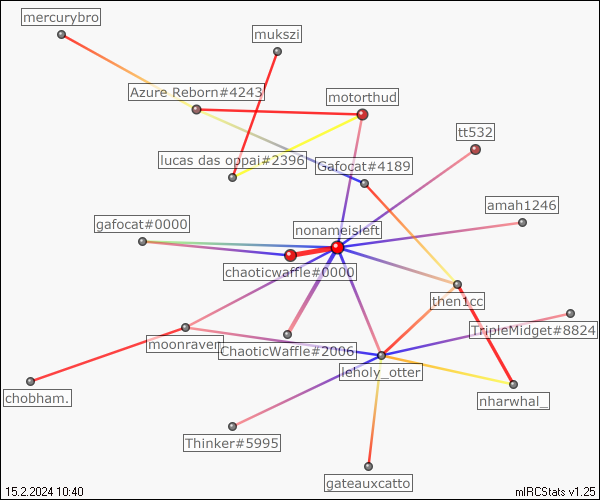 mercurybro
mukszi
Azure Reborn#4243
motorthud
tt532
lucas das oppai#2396
Gafocat#4189
amah1246
gafocat#0000
nonameisleft
chaoticwaffle#0000
then1cc
TripleMidget#8824
moonraven
ChaoticWaffle#2006
leholy_otter
chobham.
nharwhal_
Thinker#5995
gateauxcatto
15.2.2024 10:40
mIRCStats v1.25